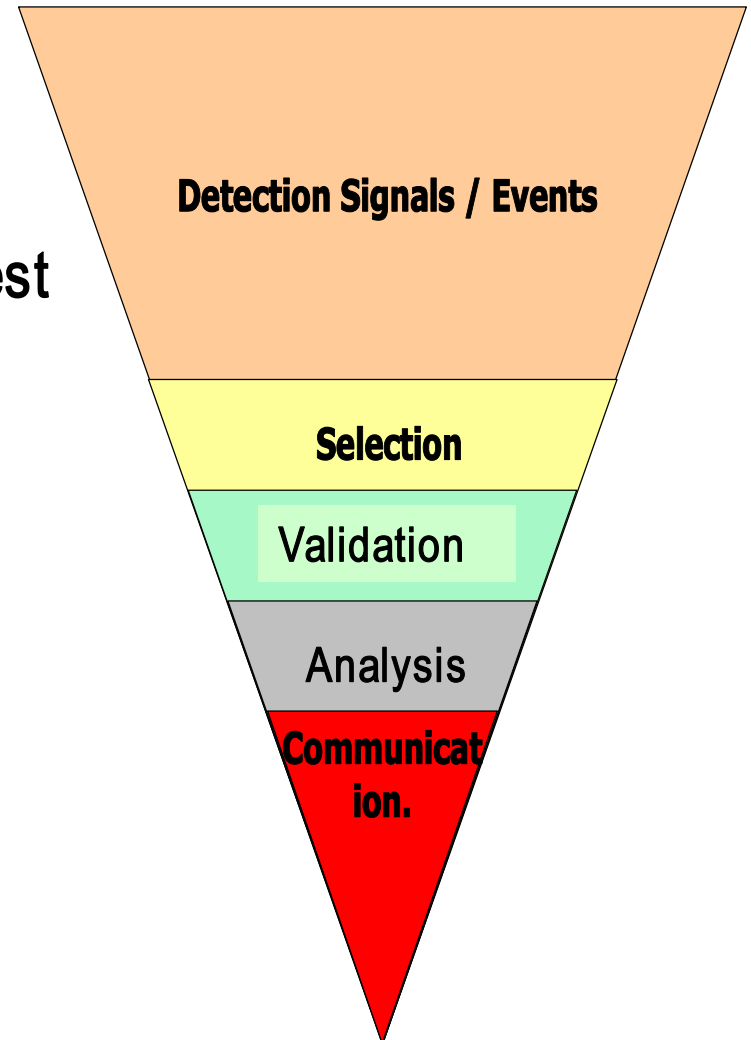 Detection Signals / Events
est
Selection
Validation
Analysis
Communicat
ion.